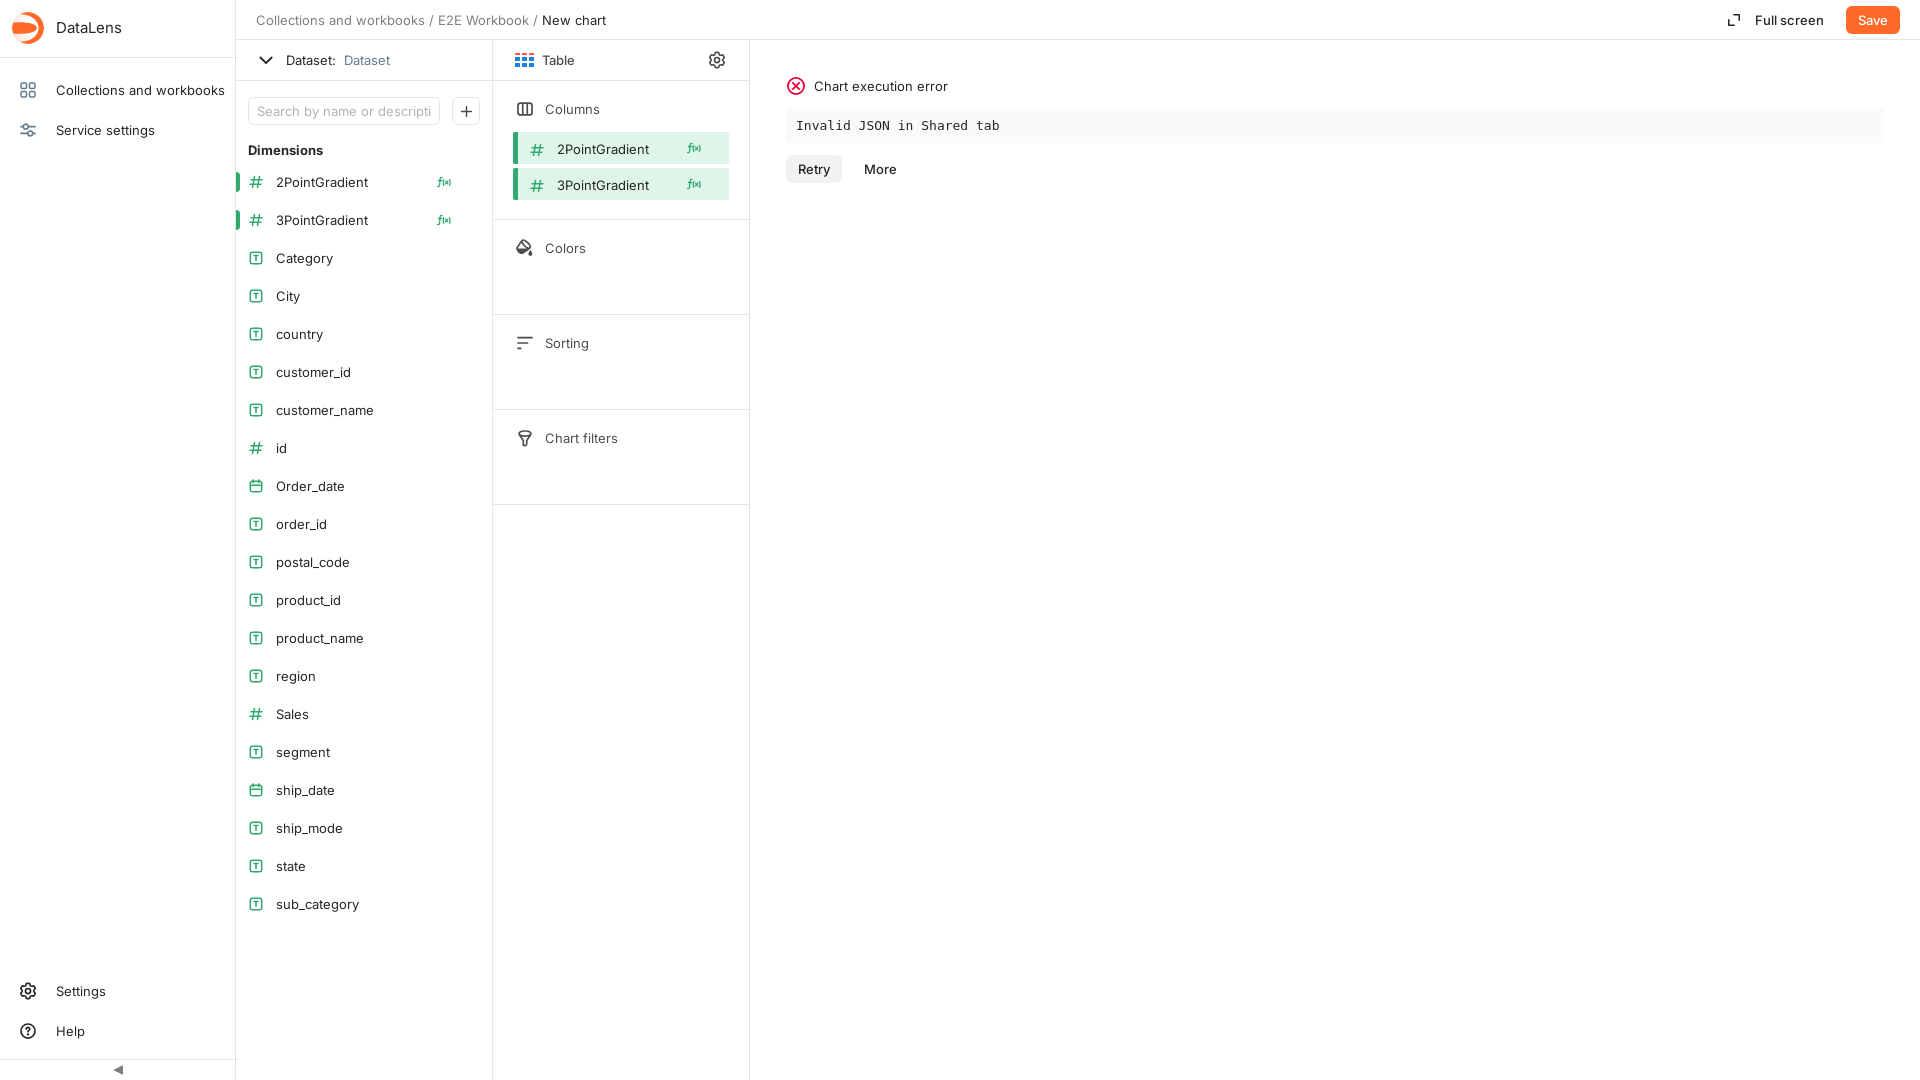 DataLens
Collections and workbooks
Service settings
Settings
Help
Collections and workbooks / E2E Workbook / New chart
Full screen
Save
Dataset: Dataset
Search by name or descripti
Dimensions
2PointGradient
3PointGradient
Category
City
country
customer_id
customer_name
id
Order_date
order_id
postal_code
product_id
product_name
region
Sales
segment
ship_date
ship_mode
state
sub_category
Table
Columns
2PointGradient
3PointGradient
Colors
Sorting
Chart filters
Chart execution error
Invalid JSON in Shared tab
Retry
More